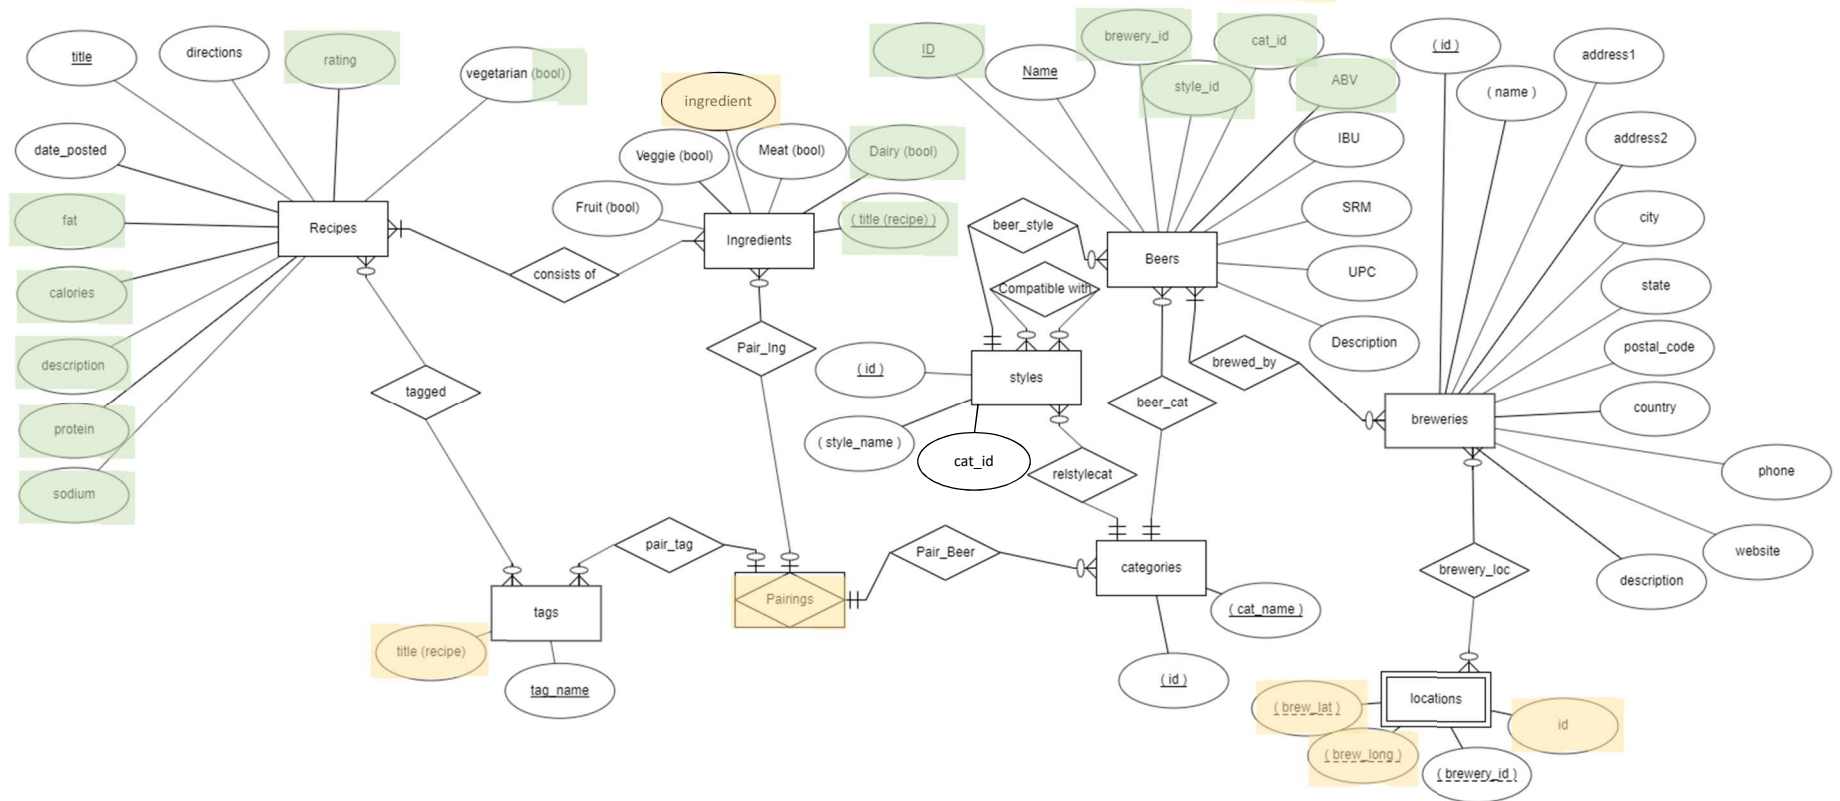 title
directions
rating
vegetarian (bool)
date_posted
fat
calories
description
protein
sodium
Recipes
consists of
tagged
ingredient
Veggie (bool)
Meat (bool)
Dairy (bool)
Fruit (bool)
( title (recipe) )
Ingredients
Pair_Ing
pair_tag
tags
title (recipe)
tag_name
Pairings
Pair_Beer
ID
Name
brewery_id
style_id
cat_id
ABV
IBU
SRM
UPC
Description
Beers
beer_style
Compatible with
styles
( id )
( style_name )
cat_id
relstylecat
beer_cat
brewed_by
categories
( cat_name )
( id )
( id )
( name )
address1
address2
city
state
postal_code
country
phone
website
description
breweries
brewery_loc
locations
( brew_lat )
( brew_long )
( brewery_id )
id